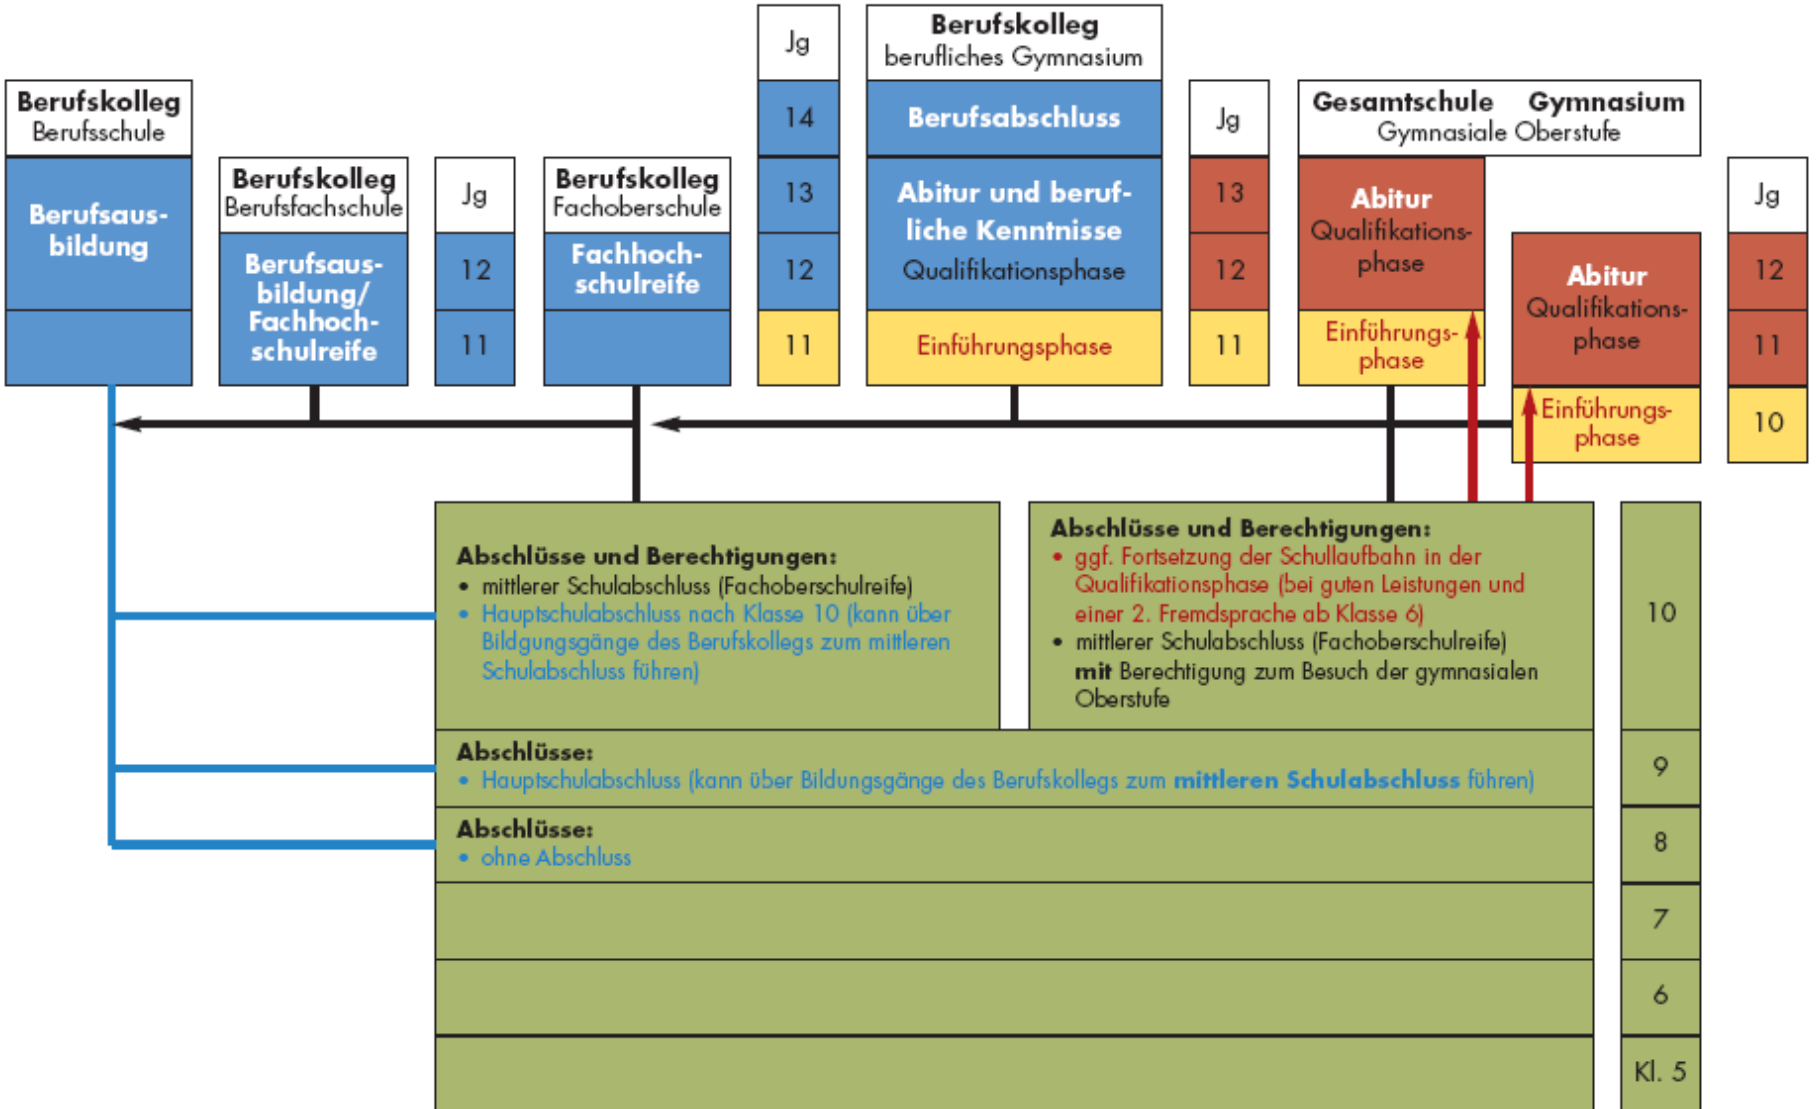 Berufskolleg
Berufsschule
Berufsaus-
bildung
Berufskolleg
Berufsfachschule
Berufsaus-
bildung/
Fachhoch-
schulreife
Jg
12
11
Berufskolleg
Fachoberschule
Fachhoch-
schulreife
Jg
14
13
12
11
Berufskolleg
berufliches Gymnasium
Berufsabschluss
Abitur und beruf-
liche Kenntnisse
Qualifikationsphase
Einführungsphase
Jg
13
12
11
Gesamtschule Gymnasium
Gymnasiale Oberstufe
Abitur
Qualifikations-
phase
Einführungs-
phase
Abitur
Qualifikations-
phase
Einführungs-
phase
Jg
12
11
10
Abschlüsse und Berechtigungen:
• mittlerer Schulabschluss (Fachoberschulreife)
• Hauptschulabschluss nach Klasse 10 (kann über
Bildgungsgänge des Berufskollegs zum mittleren
Schulabschluss führen)
Abschlüsse und Berechtigungen:
• ggf. Fortsetzung der Schullaufbahn in der
Qualifikationsphase (bei guten Leistungen und
einer 2. Fremdsprache ab Klasse 6)
• mittlerer Schulabschluss (Fachoberschulreife)
mit Berechtigung zum Besuch der gymnasialen
Oberstufe
10
Abschlüsse:
• Hauptschulabschluss (kann über Bildungsgänge des Berufskollegs zum mittleren Schulabschluss führen)
9
Abschlüsse:
• ohne Abschluss
8
7
6
Kl. 5